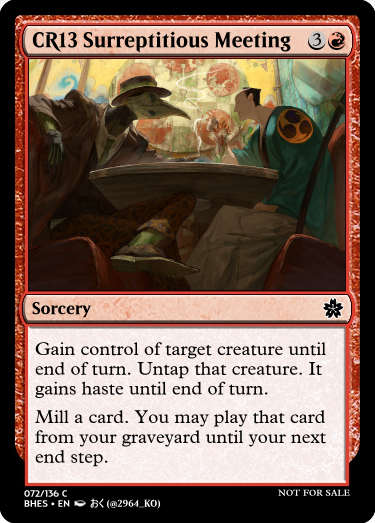 CR13 Surreptitious Meeting 3
Sorcery
Gain control of target creature until
end of turn. Untap that creature. It
gains haste until end of turn.
Mill a card. You may play that card
from your graveyard until your next
end step.
072/136 C
NOT FOR SALE
BHES • EN おく(@2964_KO)